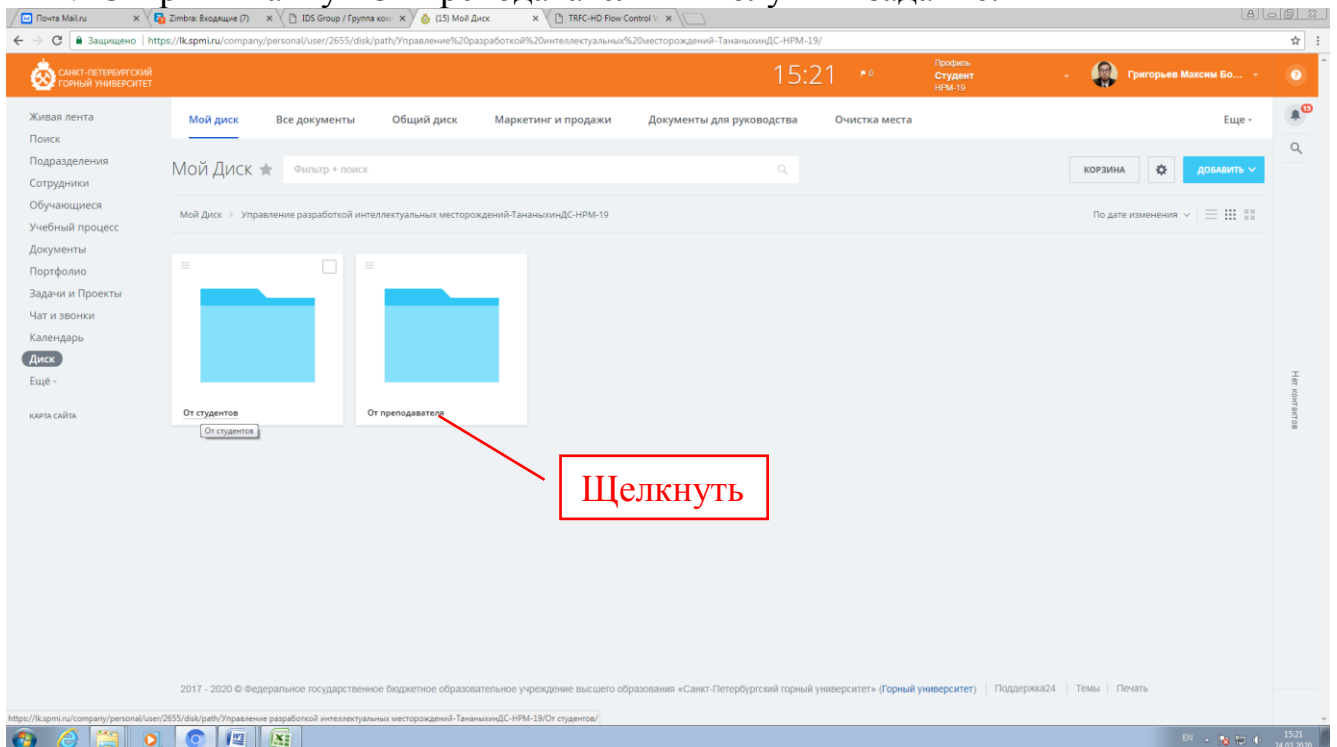 Почта Mail.ru
Zimbra: Входящие (7)
IDS Group / Группа ком
(15) Мой Диск
TRFC-HD Flow Control V
Защищено | https://lk.spmi.ru/company/personal/user/2655/disk/path/Управление%20разработкой%20интеллектуальных%20месторождений-ТананыхинДС-НРМ-19/
САНКТ-ПЕТЕРБУРГСКИЙ
ГОРНЫЙ УНИВЕРСИТЕТ
15:21
0
Профиль
Студент
НРМ-19
Григорьев Максим Бо...
?
15
Живая лента
Поиск
Подразделения
Сотрудники
Обучающиеся
Учебный процесс
Документы
Портфолио
Задачи и Проекты
Чат и звонки
Календарь
Диск
Ещё -
КАРТА САЙТА
Мой диск Все документы Общий диск Маркетинг и продажи Документы для руководства Очистка места Еще -
Мой Диск
Фильтр + поиск
КОРЗИНА
ДОБАВИТЬ
Мой Диск > Управление разработкой интеллектуальных месторождений-ТананыхинДС-НРМ-19
По дате изменения
От студентов
От студентов
От преподавателя
Щелкнуть
Нет контактов
2017 - 2020 © Федеральное государственное бюджетное образовательное учреждение высшего образования «Санкт-Петербургский горный университет» (Горный университет) | Поддержка24 | Темы | Печать
https://lk.spmi.ru/company/personal/user/2655/disk/path/Управление разработкой интеллектуальных месторождений-ТананыхинДС-НРМ-19/От студентов/
EN
15:21
24.03.2020